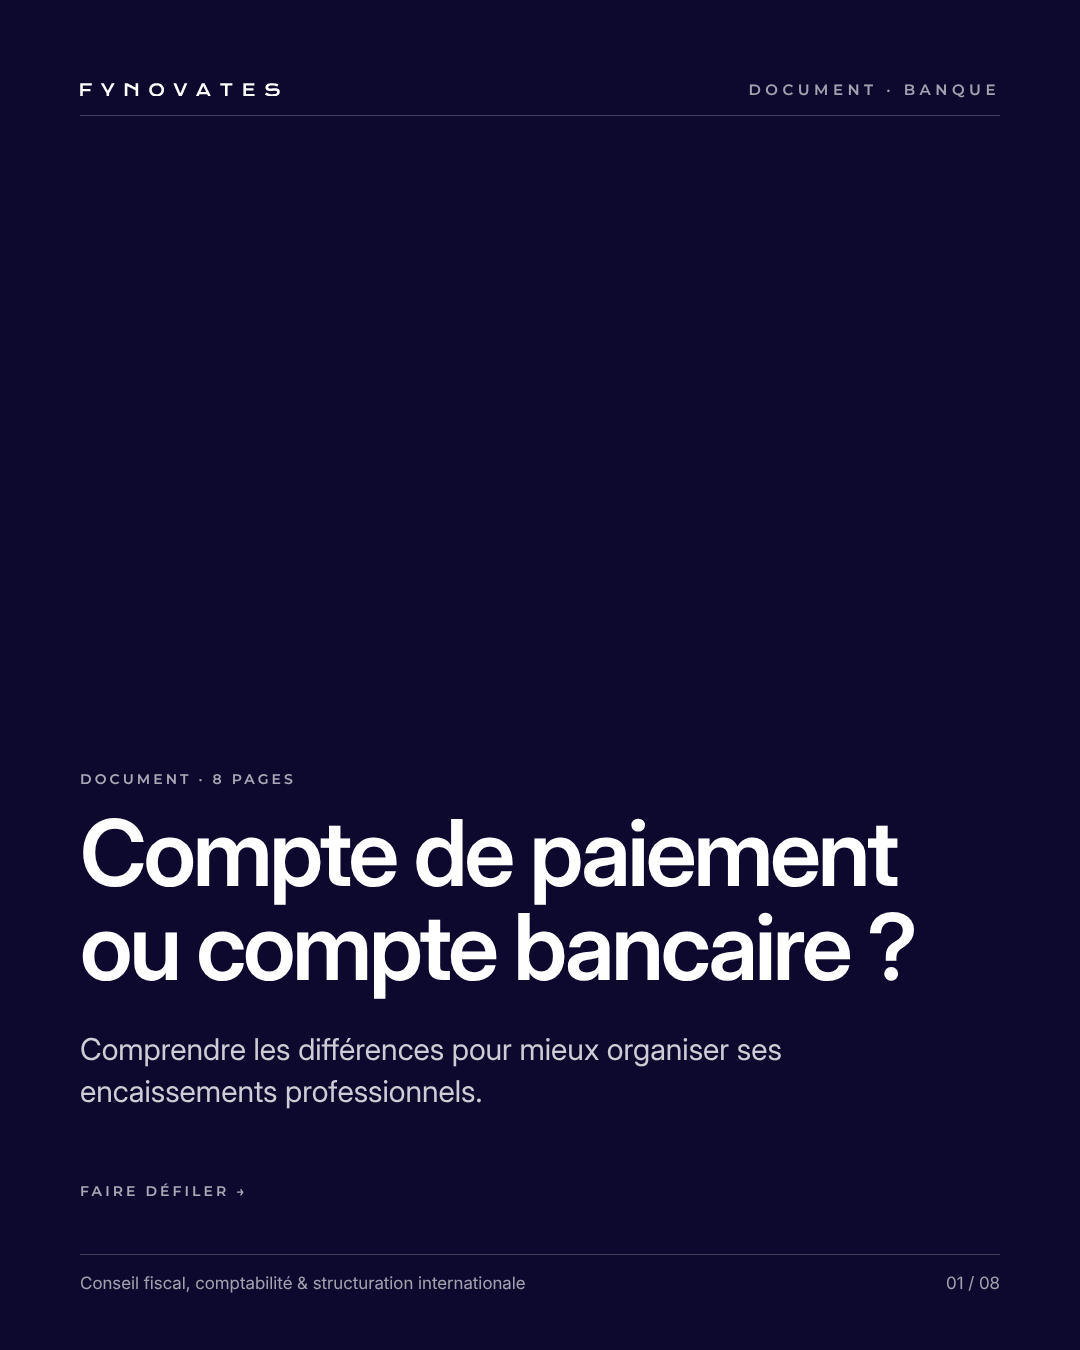 FYNOVATES
DOCUMENT · BANQUE
DOCUMENT · 8 PAGES
Compte de paiement
ou compte bancaire ?
Comprendre les différences pour mieux organiser ses
encaissements professionnels.
FAIRE DÉFILER →
Conseil fiscal, comptabilité & structuration internationale
01 / 08